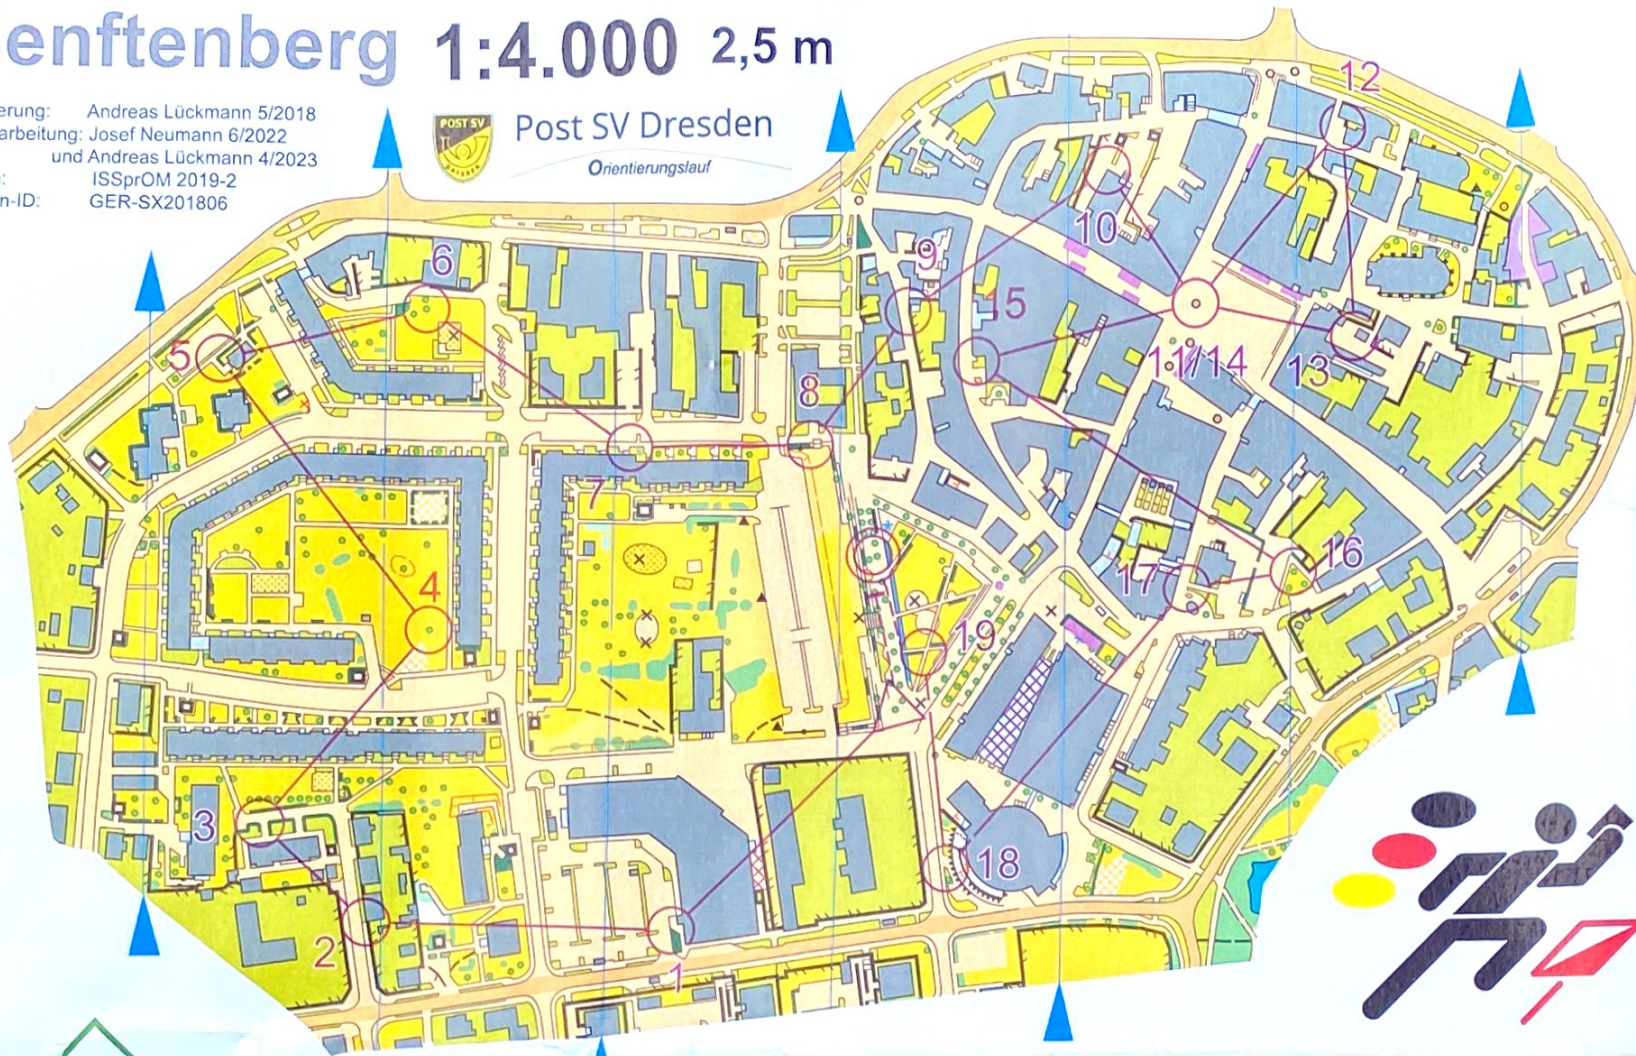 enftenberg 1:4.000 2,5 m
erung: Andreas Lückmann 5/2018
arbeitung: Josef Neumann 6/2022
und Andreas Lückmann 4/2023
: ISSprOM 2019-2
n-ID: GER-SX201806
POST SV
DRESDEN
Post SV Dresden
Orientierungslauf
12
6
9
10
5
15
11/14
13
8
7
16
17
4
19
3
18
2
1